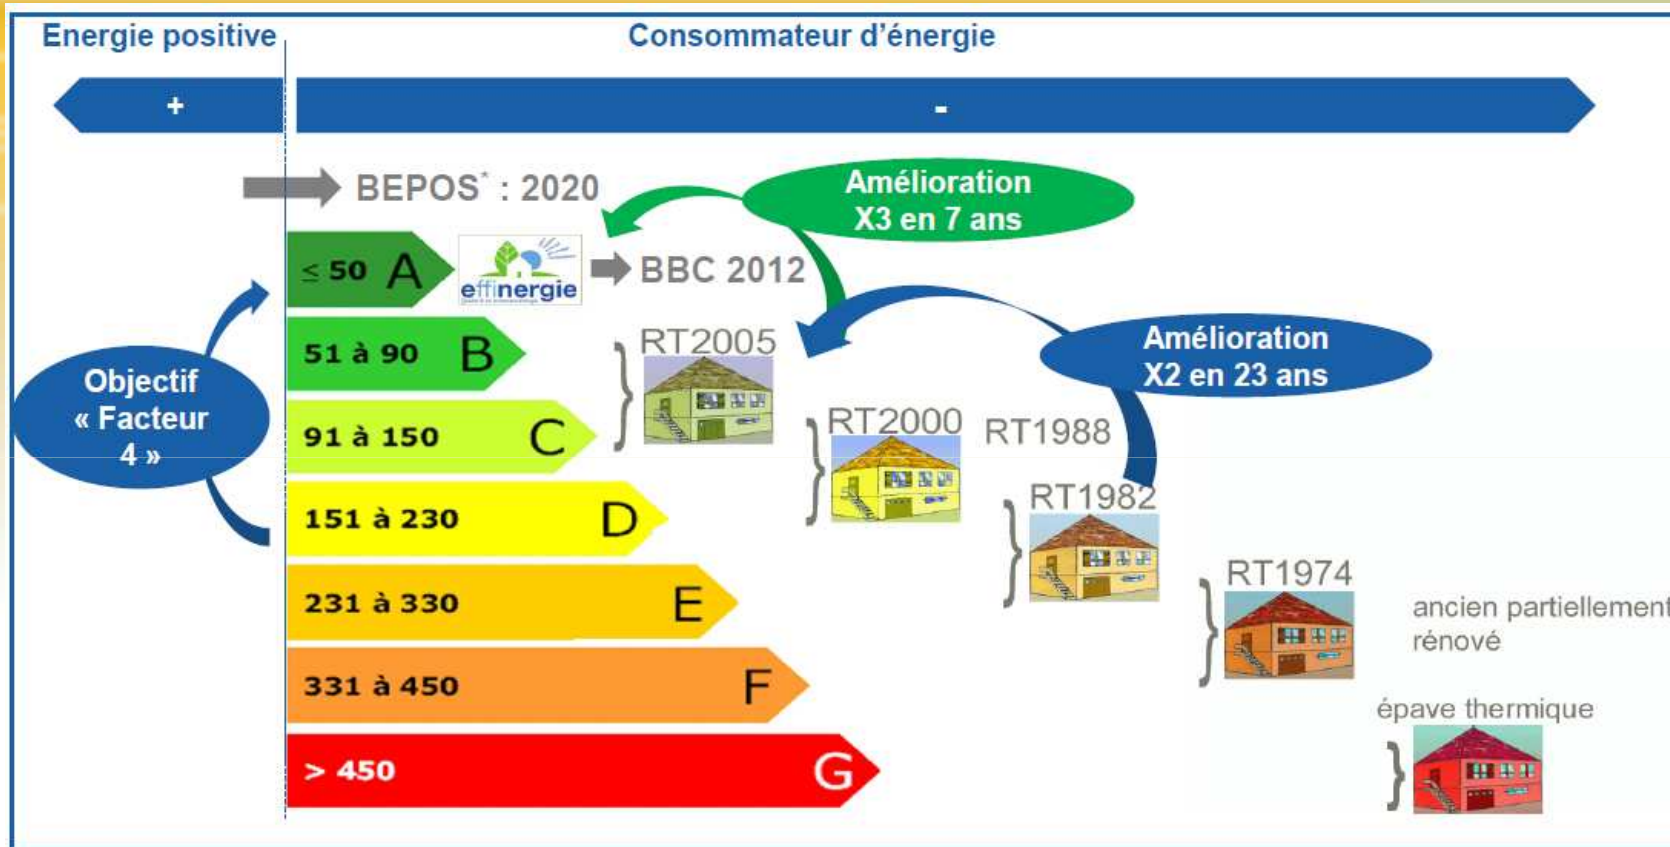 Energie positive
Consommateur d'énergie
+
-
BEPOS* : 2020
Amélioration
X3 en 7 ans
≤ 50 A
effinergie
BBC 2012
51 à 90 B
RT2005
Amélioration
X2 en 23 ans
Objectif
« Facteur
4 »
91 à 150 C
RT2000
RT1988
151 à 230 D
RT1982
231 à 330 E
RT1974
ancien partiellement
rénové
331 à 450 F
épave thermique
> 450 G